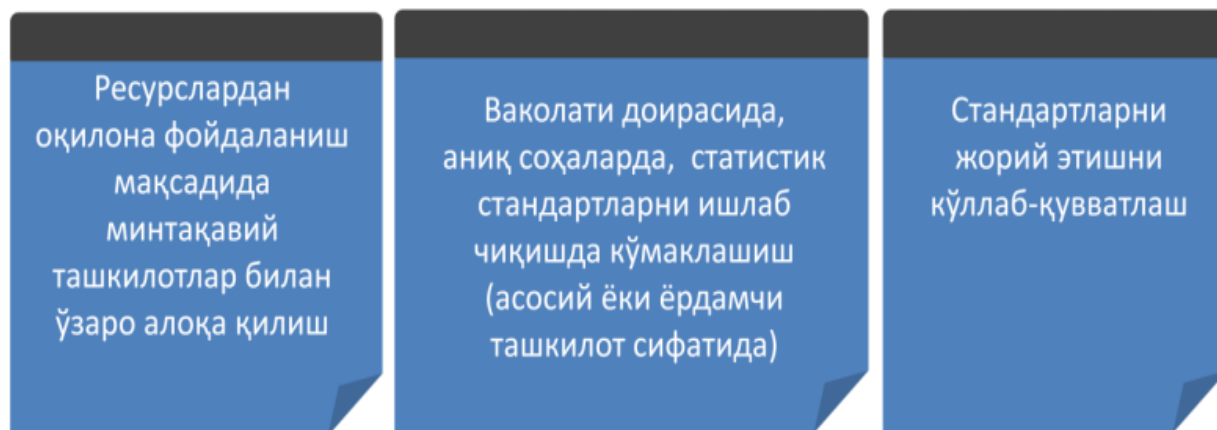 Ресурслардан
оқилона фойдаланиш
мақсадида
минтақавий
ташкилотлар билан
ўзаро алоқа қилиш
Ваколати доирасида,
аниқ соҳаларда, статистик
стандартларни ишлаб
чиқишда кўмаклашиш
(асосий ёки ёрдамчи
ташкилот сифатида)
Стандартларни
жорий этишни
кўллаб-қувватлаш